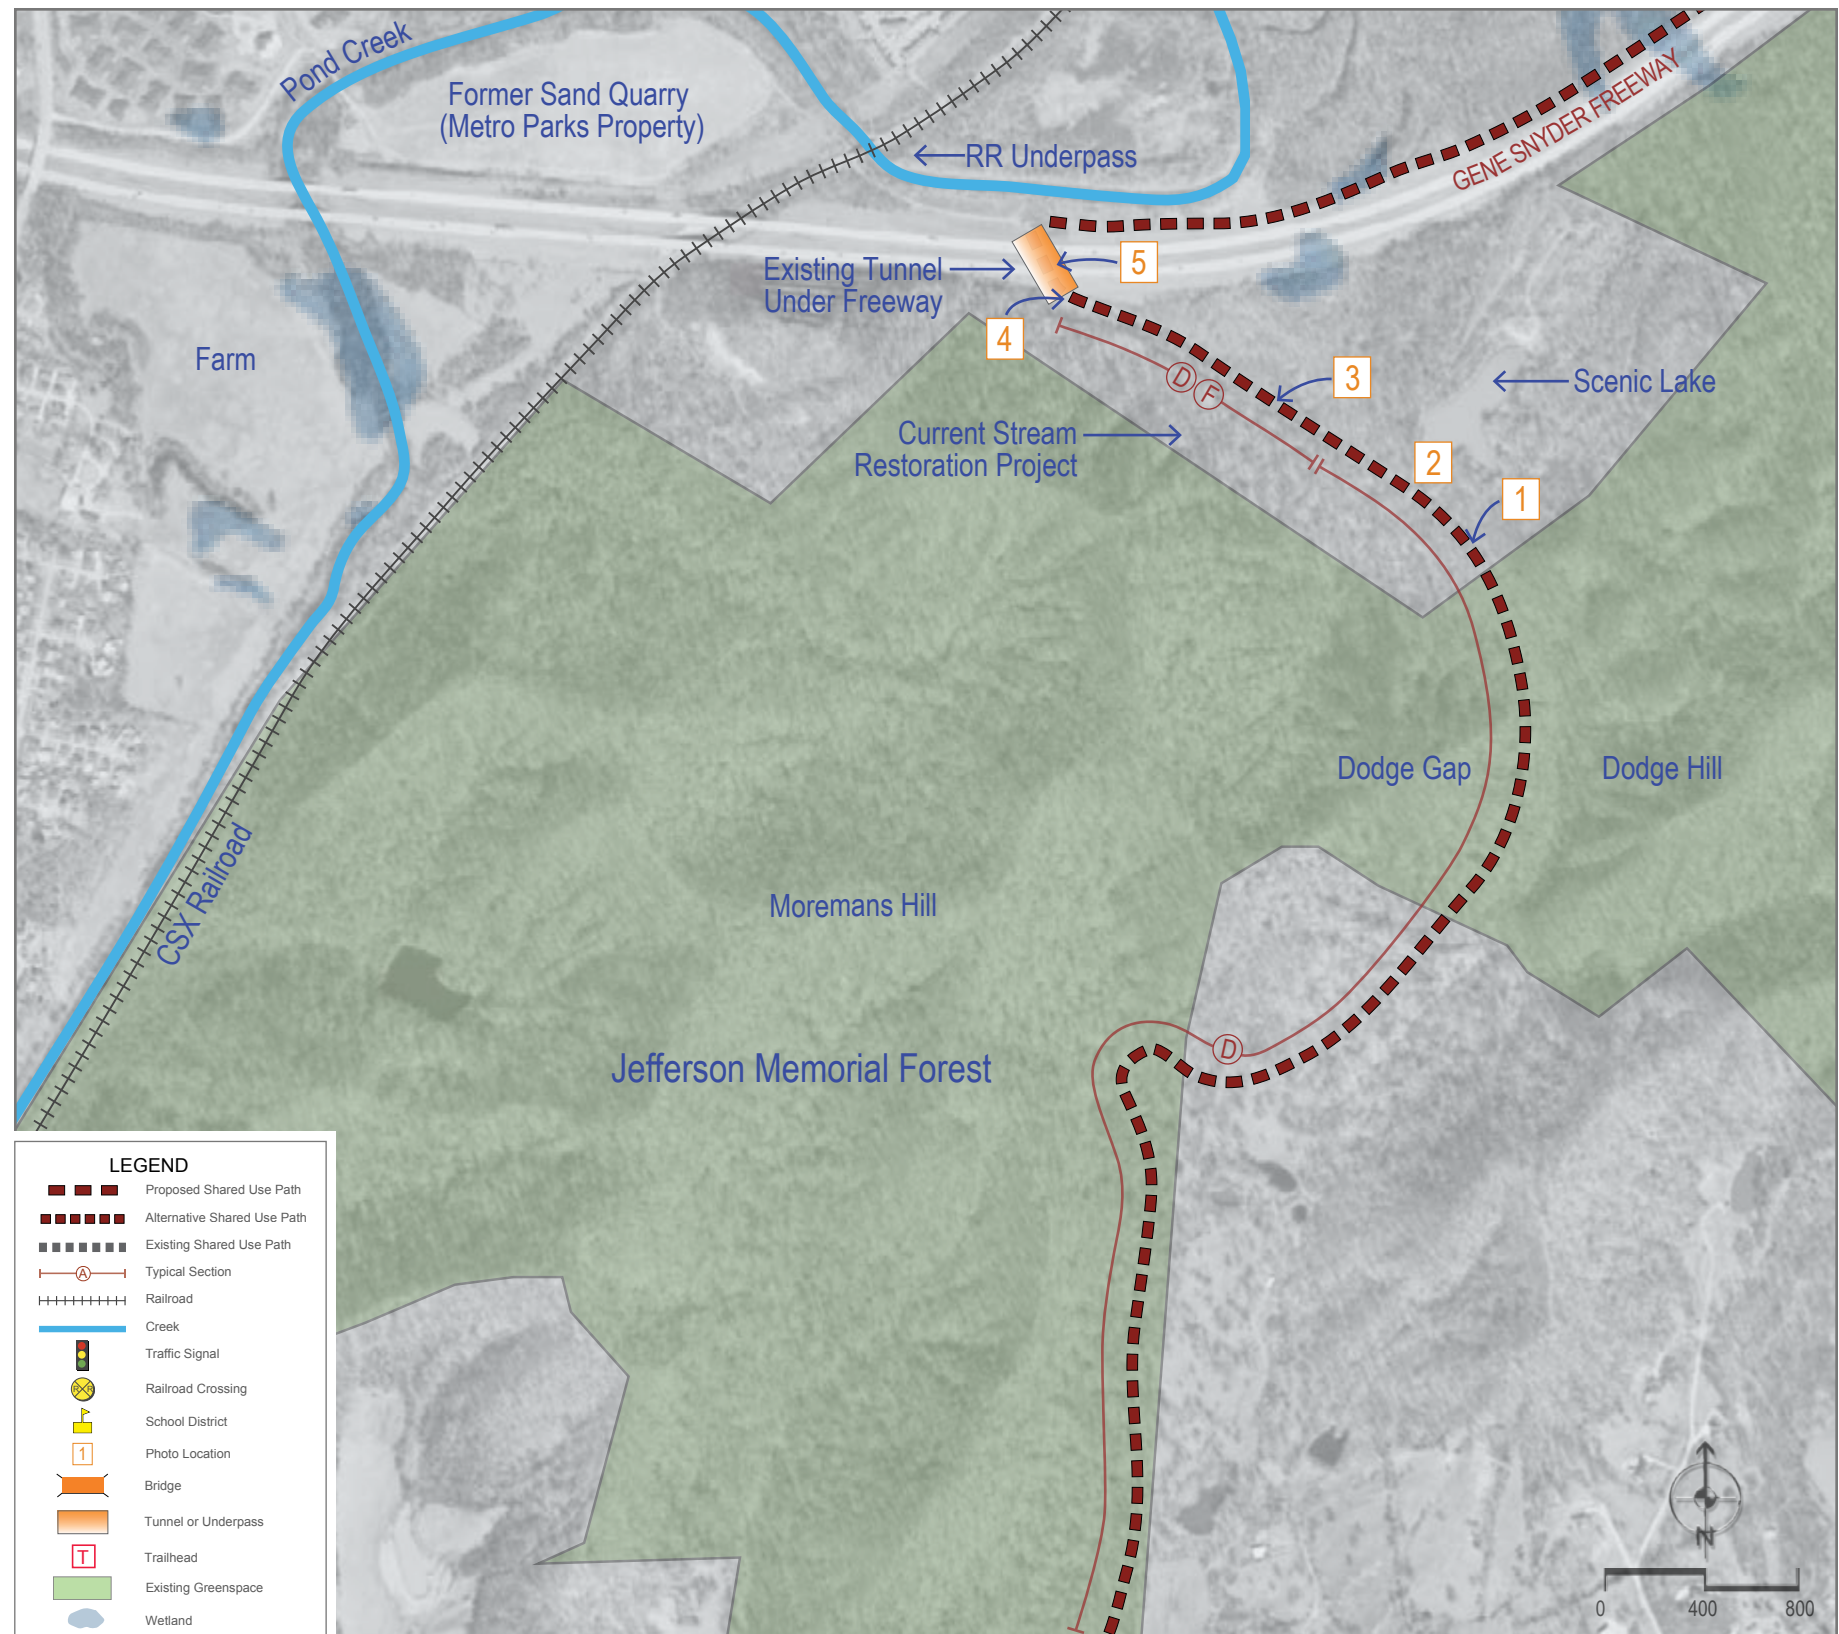 Pond Creek
Former Sand Quarry
(Metro Parks Property)
RR Underpass
GENE SNYDER FREEWAY
Existing Tunnel
Under Freeway
5
4
Farm
D
F
3
Scenic Lake
Current Stream
Restoration Project
2
1
Dodge Gap
Dodge Hill
CSX Railroad
Moremans Hill
D
Jefferson Memorial Forest
LEGEND
Proposed Shared Use Path
Alternative Shared Use Path
Existing Shared Use Path
A
Typical Section
Railroad
Creek
Traffic Signal
R R
Railroad Crossing
School District
1
Photo Location
Bridge
Tunnel or Underpass
T
Trailhead
Existing Greenspace
Wetland
N
0 400 800